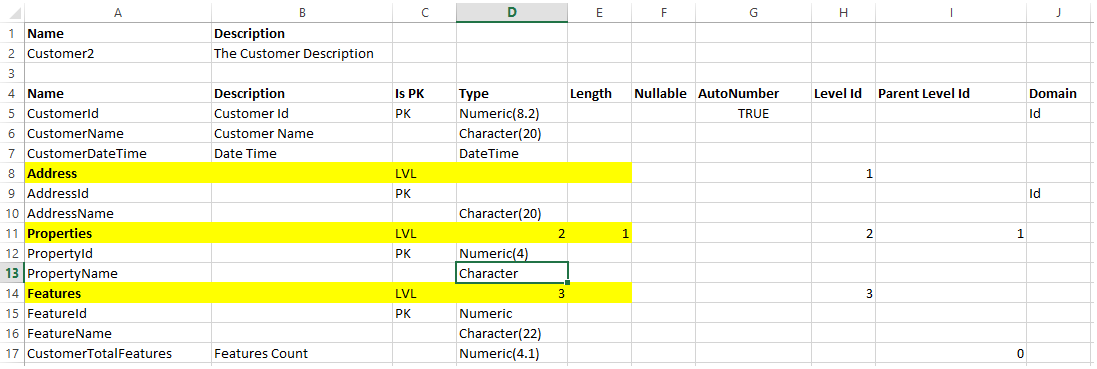 A B C D E F G H I J
1 Name Description
2 Customer2 The Customer Description
3
4 Name Description Is PK Type Length Nullable AutoNumber Level Id Parent Level Id Domain
5 CustomerId Customer Id PK Numeric(8.2) TRUE Id
6 CustomerName Customer Name Character(20)
7 CustomerDateTime Date Time DateTime
8 Address LVL 1
9 AddressId PK Id
10 AddressName Character(20)
11 Properties LVL 2 1 2 1
12 PropertyId PK Numeric(4)
13 PropertyName Character
14 Features LVL 3 3
15 FeatureId PK Numeric
16 FeatureName Character(22)
17 CustomerTotalFeatures Features Count Numeric(4.1) 0